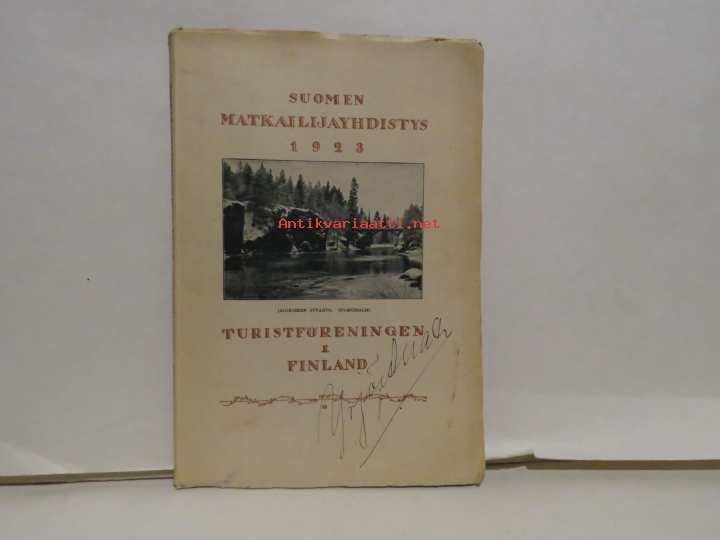 SUOMEN
MATKAILIJAYHDISTYS
1923
Antikvariaatti.net
TURISTFÖRENINGEN
I
FINLAND